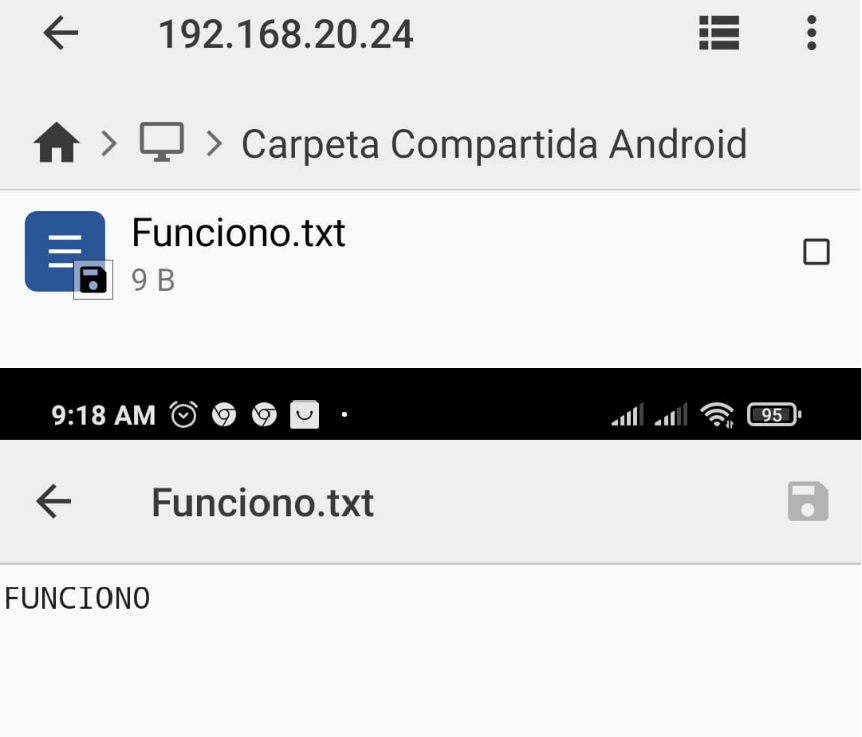 192.168.20.24
Carpeta Compartida Android
Funciono.txt
9 B
9:18 AM
95
Funciono.txt
FUNCIONO